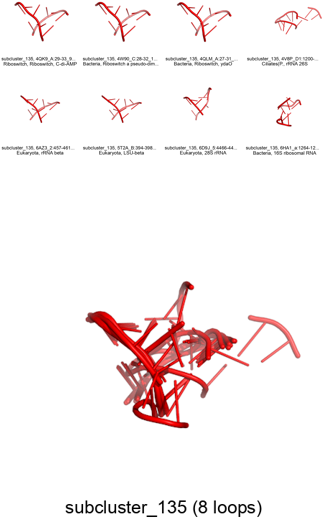 subcluster_135, 4QK9_A:29-33_9...
Riboswitch, Riboswitch, C-di-AMP
subcluster_135, 4W90_C:28-32_1...
Bacteria, Riboswitch a pseudo-dim...
subcluster_135, 4QLM_A:27-31_...
Bacteria, Riboswitch, ydaO
subcluster_135, 4V8P_D1:1200-...
Ciliates(P., rRNA 26S
subcluster_135, 6AZ3_2:457-461...
Eukaryota, rRNA beta
subcluster_135, 5T2A_B:394-398...
Eukaryota, LSU-beta
subcluster_135, 6D9J_5:4466-44...
Eukaryota, 28S rRNA
subcluster_135, 6HA1_a:1264-12...
Bacteria, 16S ribosomal RNA
subcluster_135 (8 loops)